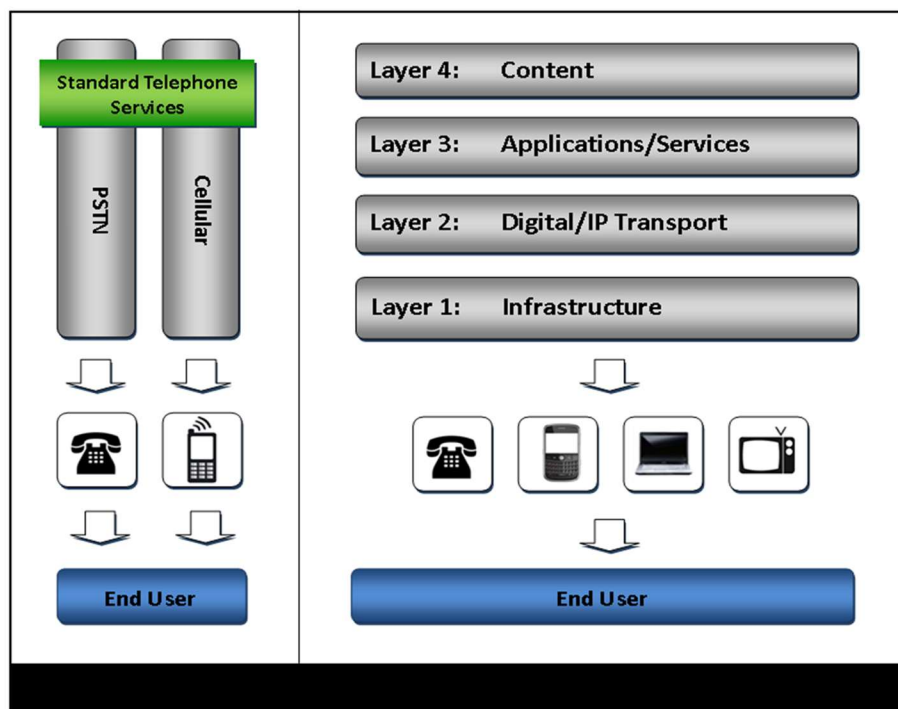 Standard Telephone
Services
PSTN
Cellular
End User
Layer 4: Content
Layer 3: Applications/Services
Layer 2: Digital/IP Transport
Layer 1: Infrastructure
End User